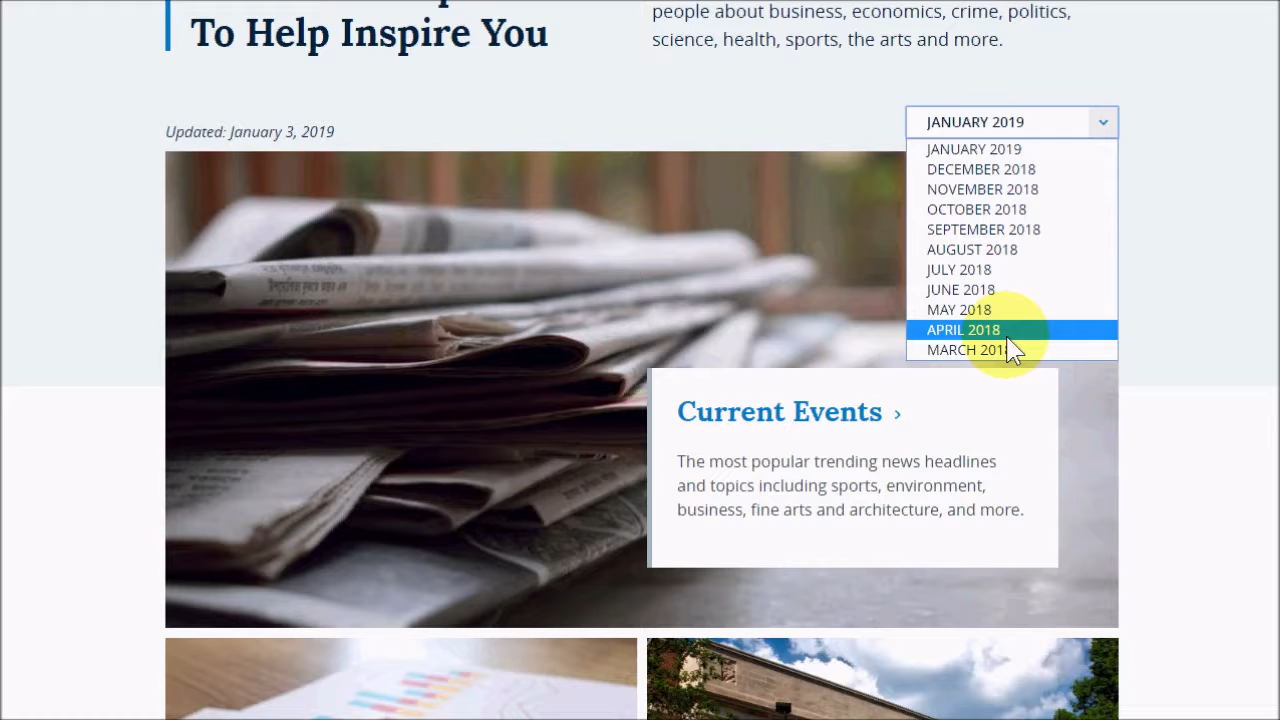 To Help Inspire You
people about business, economics, crime, politics,
science, health, sports, the arts and more.
Updated: January 3, 2019
JANUARY 2019
JANUARY 2019
DECEMBER 2018
NOVEMBER 2018
OCTOBER 2018
SEPTEMBER 2018
AUGUST 2018
JULY 2018
JUNE 2018
MAY 2018
APRIL 2018
MARCH 2018
Current Events ›
The most popular trending news headlines
and topics including sports, environment,
business, fine arts and architecture, and more.